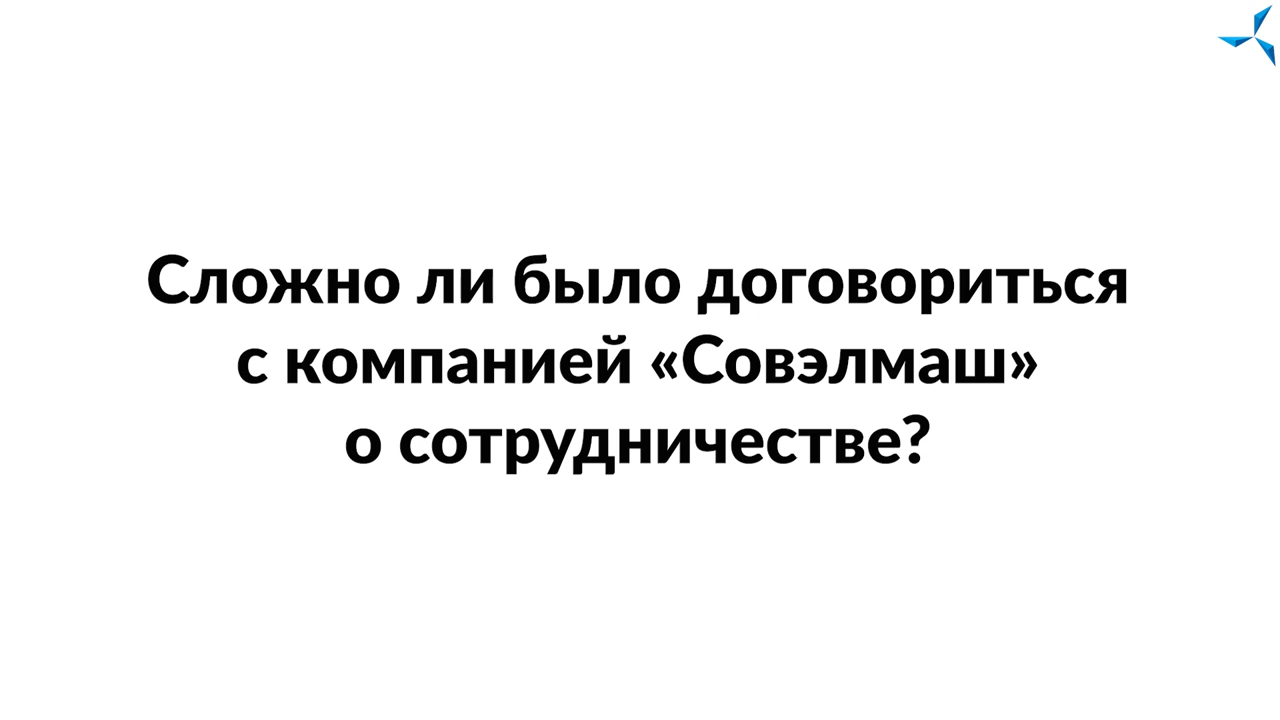 Сложно ли было договориться
с компанией «Совэлмаш»
о сотрудничестве?